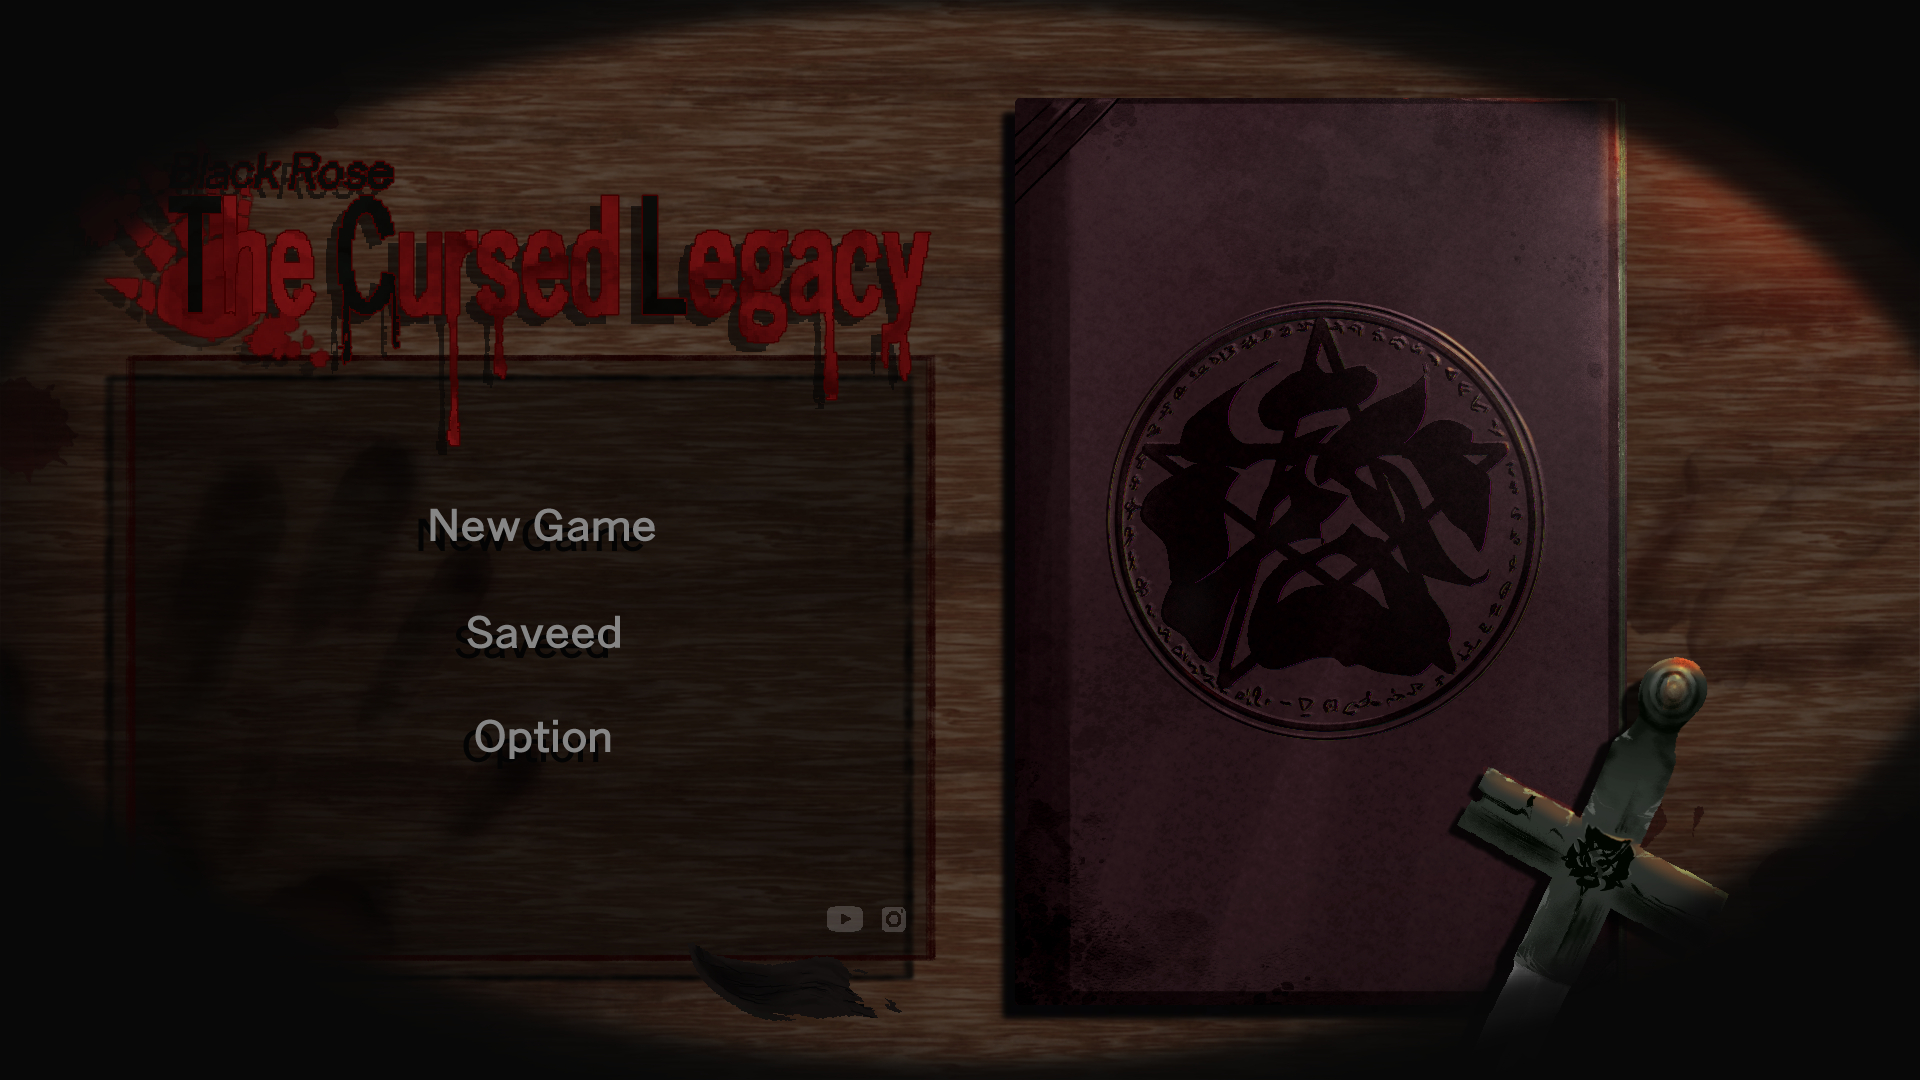 Black Rose
The Cursed Legacy
New Game
Saveed
Option